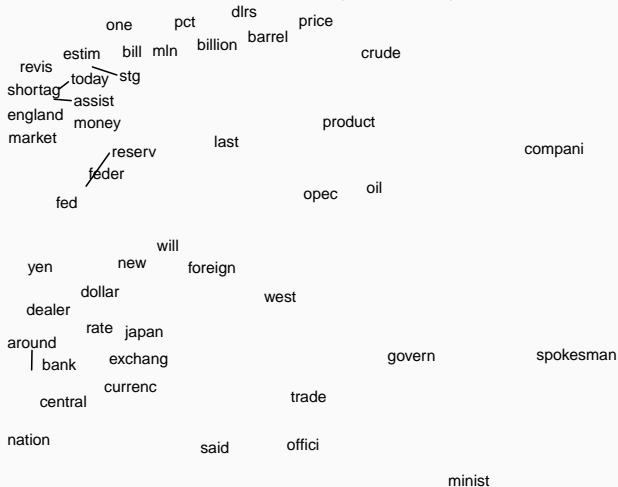 dlrs
one pct price
estim bill mln billion barrel crude
revis today stg
shortag assist
england money product
market last compani
reserv
feder
fed opec oil
will
yen new foreign
dollar west
dealer
rate japan
around exchang govern spokesman
bank
currenc
central trade
nation said offici
minist